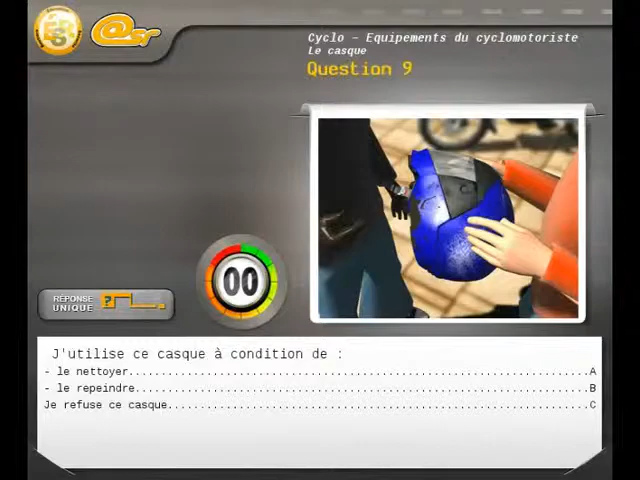 @sr
Cyclo – Equipements du cyclomotoriste
Le casque
Question 9
00
REPONSE
UNIQUE
?
J'utilise ce casque à condition de :
- le nettoyer.......................................................................A
- le repeindre......................................................................B
Je refuse ce casque.................................................................C